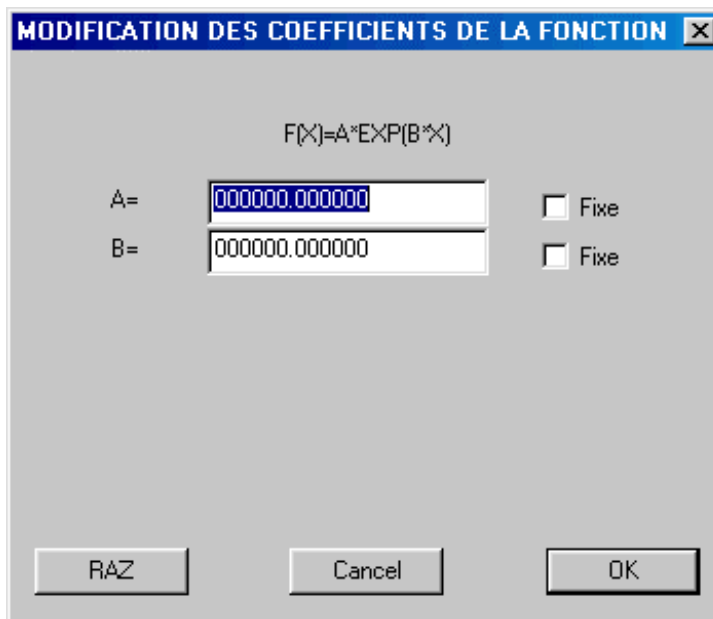 MODIFICATION DES COEFFICIENTS DE LA FONCTION
F(X)=A*EXP(B*X)
A= 000000.000000 Fixe
B= 000000.000000 Fixe
RAZ Cancel OK